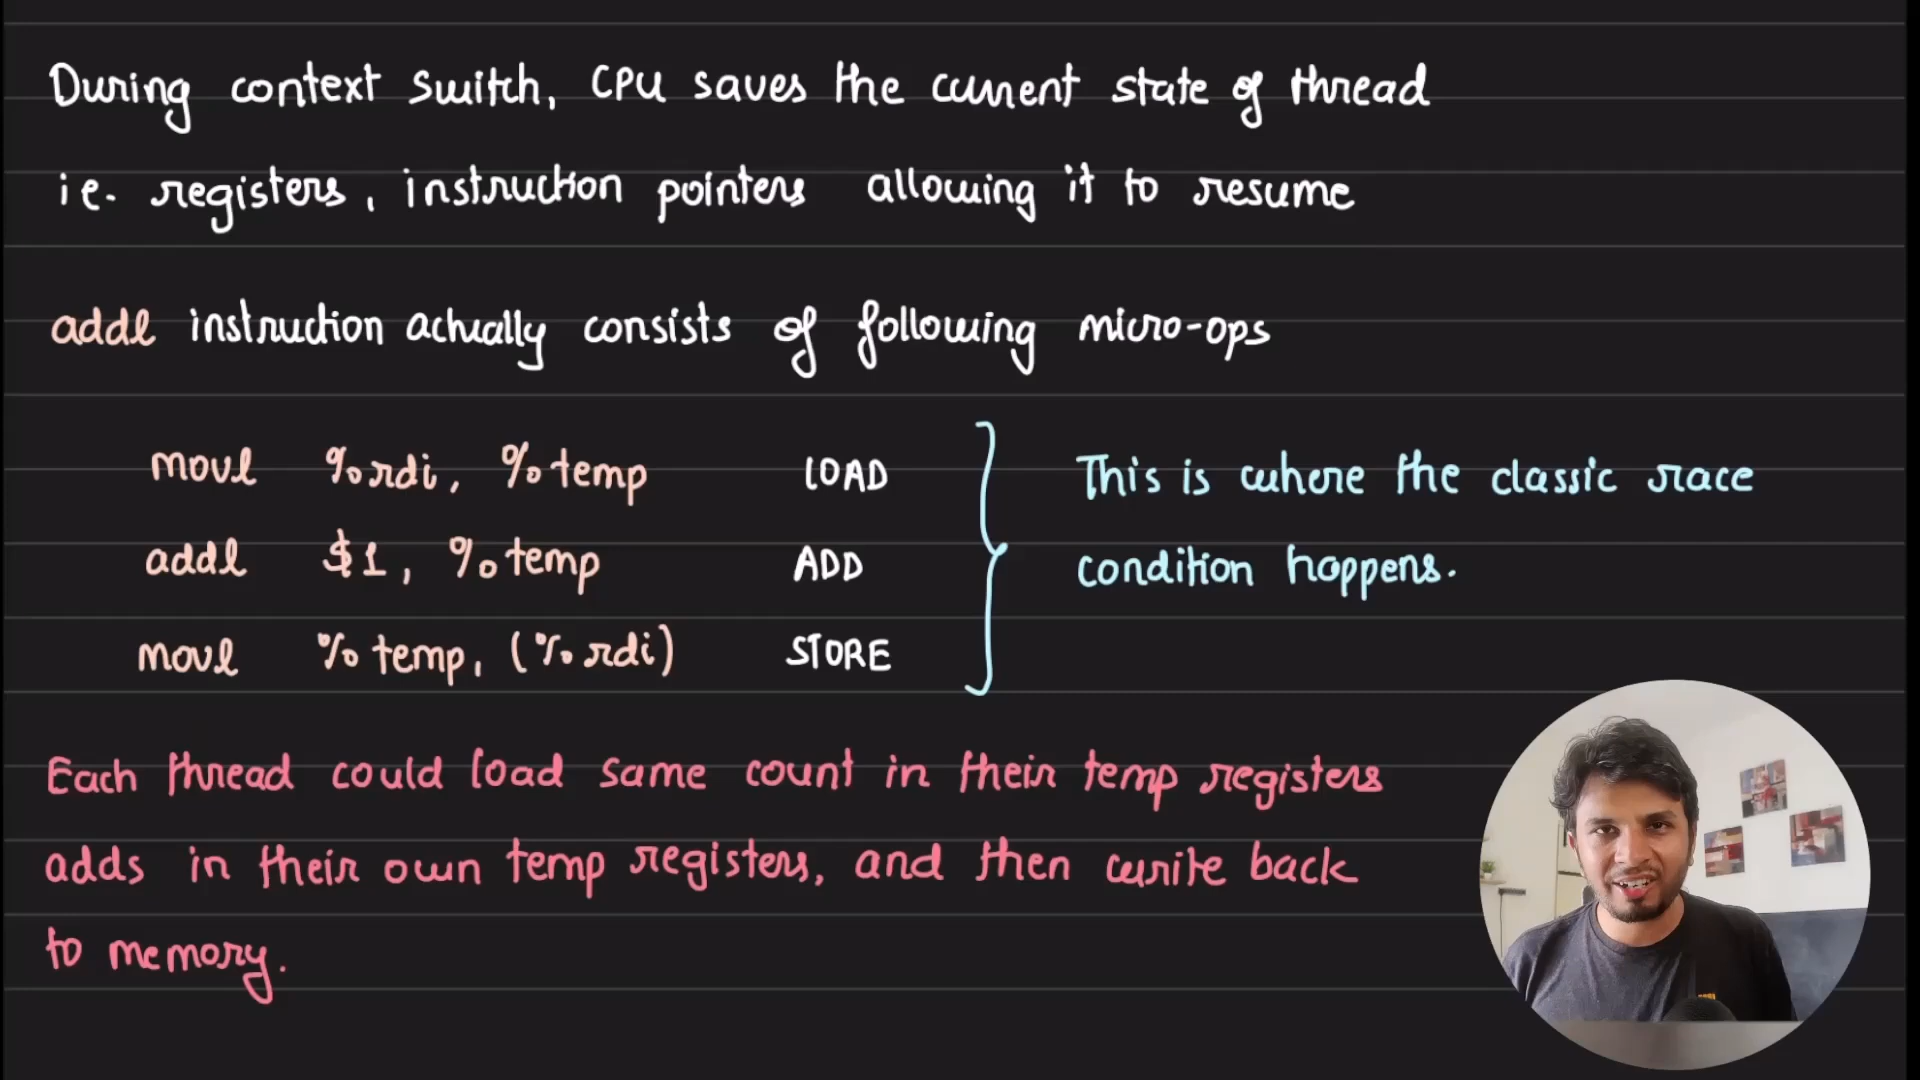 During context switch, CPU saves the current state of thread
ie. registers, instruction pointers allowing it to resume
addl instruction actually consists of following micro-ops
movl %rdi, %temp LOAD
addl $1, %temp ADD
movl %temp, (%rdi) STORE
This is where the classic race
condition happens.
Each thread could load same count in their temp registers
adds in their own temp registers, and then write back
to memory.